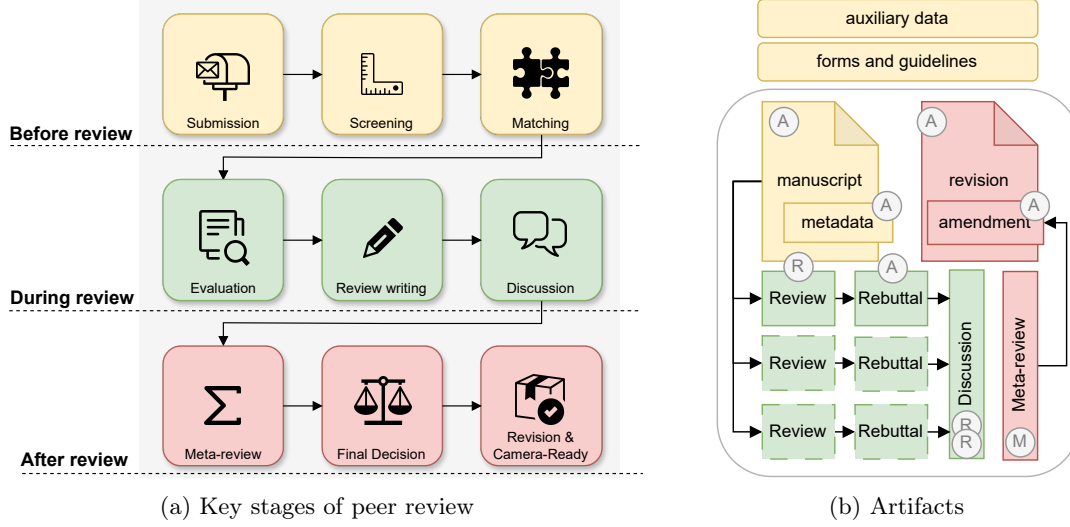 Submission
Screening
Matching
Before review
Evaluation
Review writing
Discussion
During review
Meta-review
Final Decision
Revision &
Camera-Ready
After review
(a) Key stages of peer review
auxiliary data
forms and guidelines
A
A
manuscript
revision
A
A
metadata
amendment
R
A
Review
Rebuttal
Review
Rebuttal
Review
Rebuttal
Discussion
R
R
Meta-review
M
(b) Artifacts